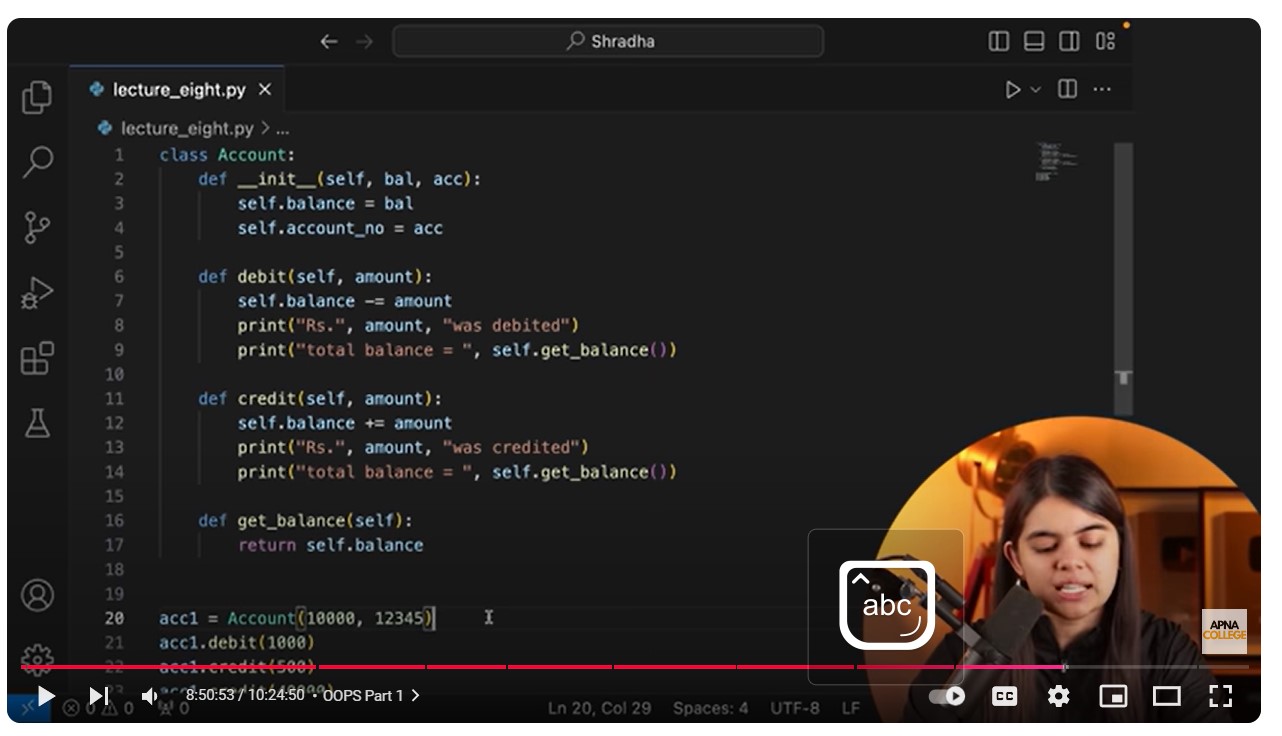 Shradha
lecture_eight.py
lecture_eight.py > ...
1 class Account:
2 def __init__(self, bal, acc):
3 self.balance = bal
4 self.account_no = acc
5
6 def debit(self, amount):
7 self.balance -= amount
8 print("Rs.", amount, "was debited")
9 print("total balance = ", self.get_balance())
10
11 def credit(self, amount):
12 self.balance += amount
13 print("Rs.", amount, "was credited")
14 print("total balance = ", self.get_balance())
15
16 def get_balance(self):
17 return self.balance
18
19
20 acc1 = Account(10000, 12345)
21 acc1.debit(1000)
22 acc1.credit(500)
abc
APNA
COLLEGE
8:50:53 / 10:24:50 • OOPS Part 1 >
0 0 0
Ln 20, Col 29 Spaces: 4 UTF-8 LF
CC